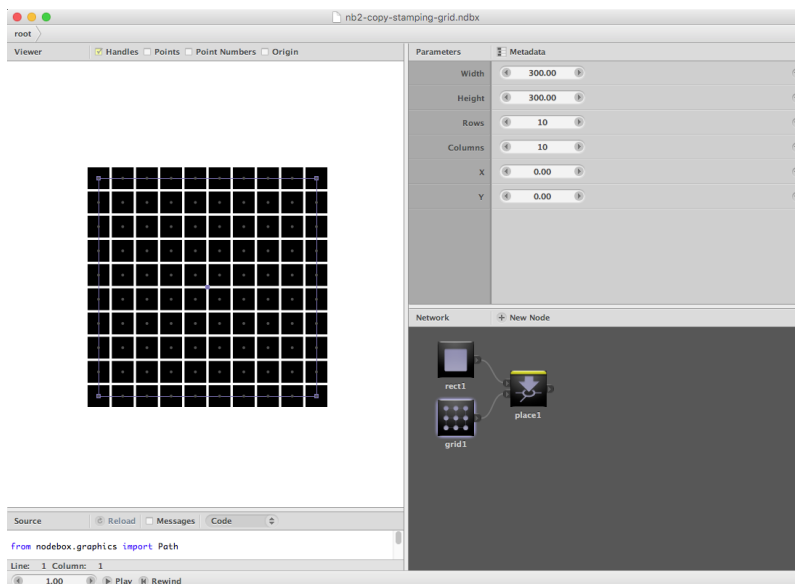 nb2-copy-stamping-grid.ndbx
root
Viewer Handles Points Point Numbers Origin
Parameters Metadata
Width 300.00
Height 300.00
Rows 10
Columns 10
X 0.00
Y 0.00
Network New Node
rect1
place1
grid1
Source Reload Messages Code
from nodebox.graphics import Path
Line: 1 Column: 1
1.00 Play Rewind